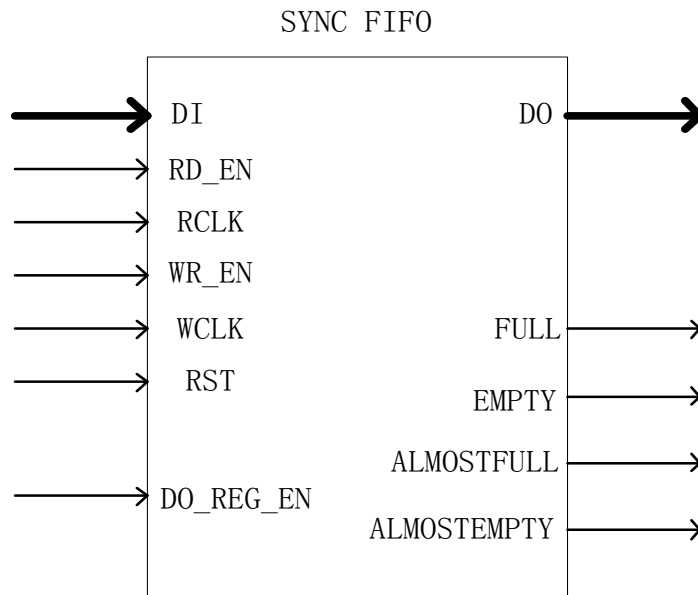 SYNC FIFO
DI
DO
RD_EN
RCLK
WR_EN
WCLK
FULL
RST
EMPTY
ALMOSTFULL
DO_REG_EN
ALMOSTEMPTY